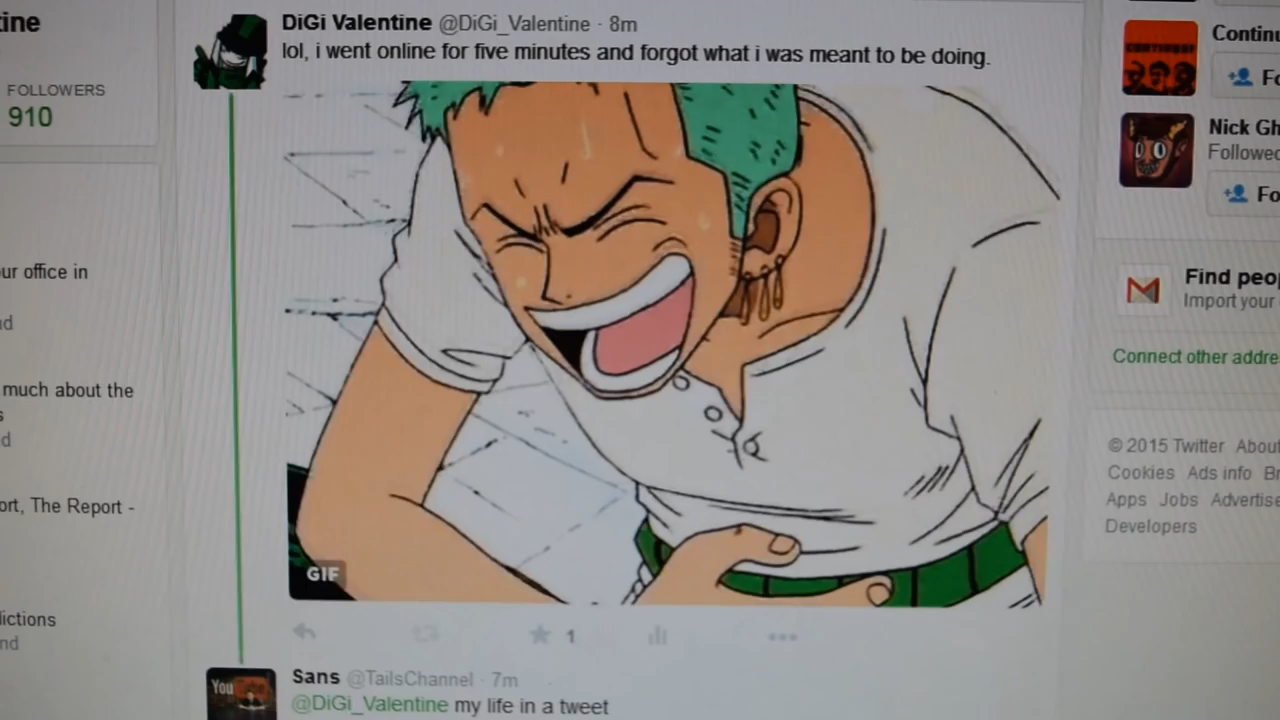 ine
FOLLOWERS
910
ur office in
d
much about the
s
d
ort, The Report -
lictions
nd
DiGi Valentine @DiGi_Valentine · 8m
lol, i went online for five minutes and forgot what i was meant to be doing.
GIF
1
Sans @TailsChannel · 7m
@DiGi_Valentine my life in a tweet
You
Continu
Fo
Nick Gh
Followed
Fo
Find peop
Import your
Connect other addre
© 2015 Twitter About
Cookies Ads info Br
Apps Jobs Advertise
Developers